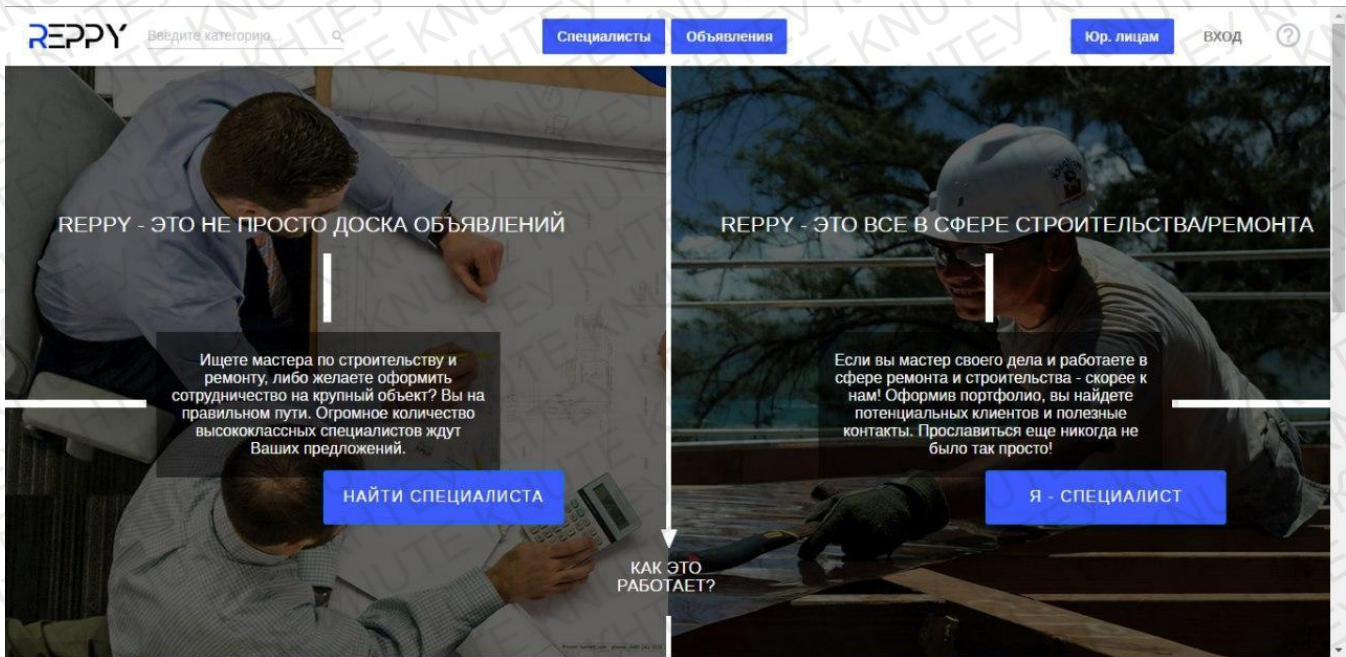 REPPY
Введите категорию...
Специалисты
Объявления
Юр. лицам
ВХОД
?
REPPY - ЭТО НЕ ПРОСТО ДОСКА ОБЪЯВЛЕНИЙ
Ищете мастера по строительству и
ремонту, либо желаете оформить
сотрудничество на крупный объект? Вы на
правильном пути. Огромное количество
высококлассных специалистов ждут
Ваших предложений.
НАЙТИ СПЕЦИАЛИСТА
REPPY - ЭТО ВСЕ В СФЕРЕ СТРОИТЕЛЬСТВА/РЕМОНТА
Если вы мастер своего дела и работаете в
сфере ремонта и строительства - скорее к
нам! Оформив портфолио, вы найдете
потенциальных клиентов и полезные
контакты. Прославиться еще никогда не
было так просто!
Я - СПЕЦИАЛИСТ
КАК ЭТО
РАБОТАЕТ?